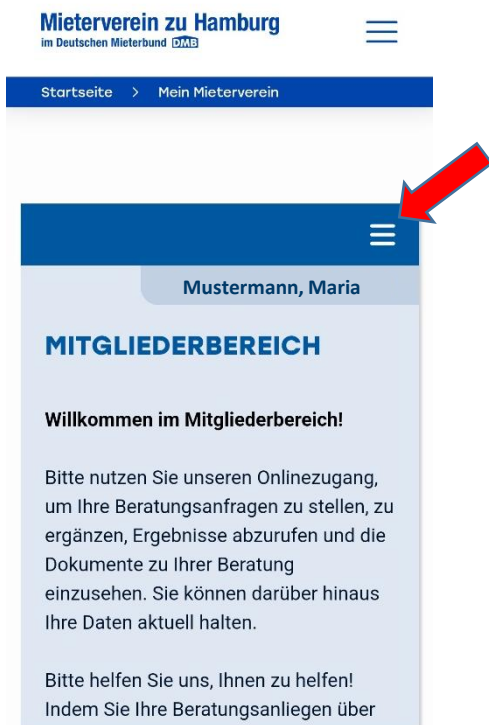 Mieterverein zu Hamburg
im Deutschen Mieterbund DMB
Startseite > Mein Mieterverein
Mustermann, Maria
MITGLIEDERBEREICH
Willkommen im Mitgliederbereich!
Bitte nutzen Sie unseren Onlinezugang,
um Ihre Beratungsanfragen zu stellen, zu
ergänzen, Ergebnisse abzurufen und die
Dokumente zu Ihrer Beratung
einzusehen. Sie können darüber hinaus
Ihre Daten aktuell halten.
Bitte helfen Sie uns, Ihnen zu helfen!
Indem Sie Ihre Beratungsanliegen über